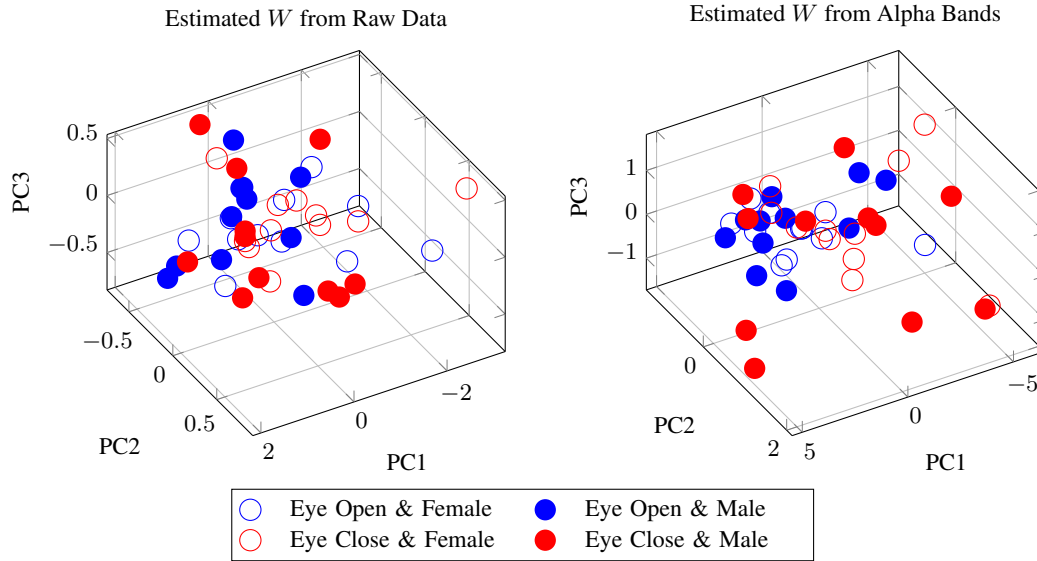 Estimated W from Raw Data
Estimated W from Alpha Bands
0.5
0
−0.5
PC3
−0.5
0
0.5
PC2
2
0
−2
PC1
1
0
−1
PC3
0
2
PC2
5
0
−5
PC1
Eye Open & Female
Eye Open & Male
Eye Close & Female
Eye Close & Male